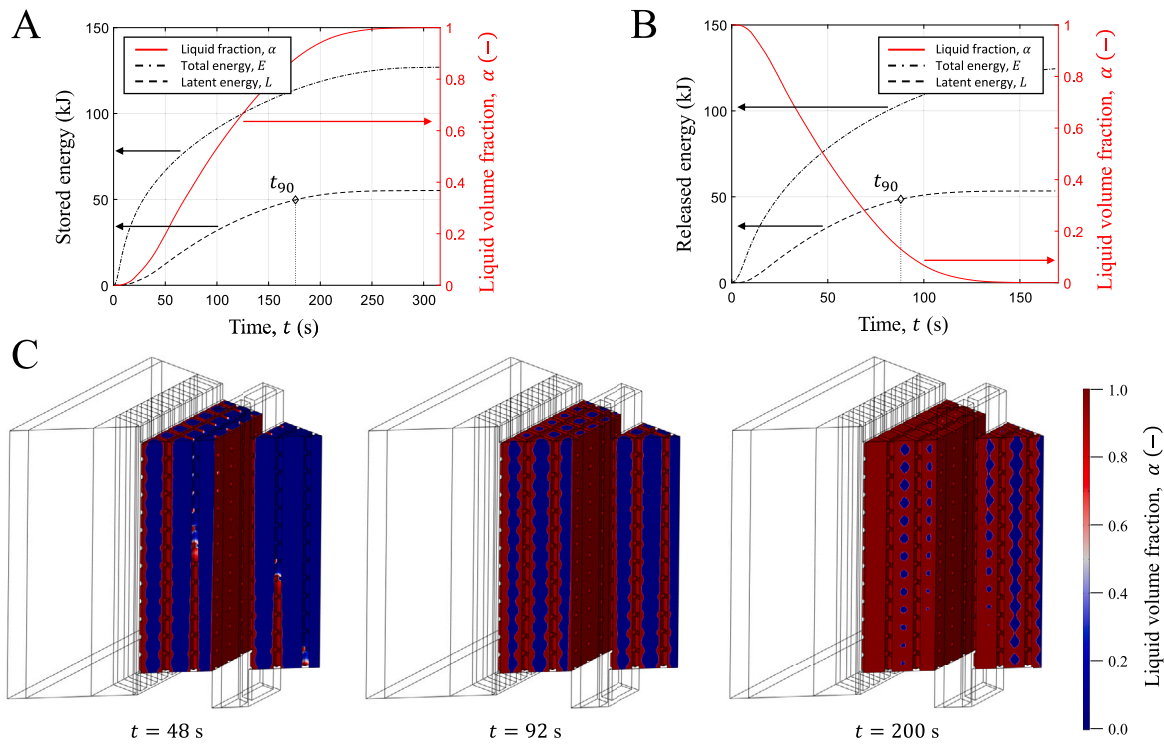 A
Stored energy (kJ)
150
100
50
0
Liquid fraction, α
Total energy, E
Latent energy, L
t90
0 50 100 150 200 250 300
Time, t (s)
1
0.8
0.6
0.4
0.2
0
Liquid volume fraction, α (−)
B
Released energy (kJ)
150
100
50
0
Liquid fraction, α
Total energy, E
Latent energy, L
t90
0 50 100 150
Time, t (s)
1
0.8
0.6
0.4
0.2
0
Liquid volume fraction, α (−)
C
t = 48 s
t = 92 s
t = 200 s
1.0
0.8
0.6
0.4
0.2
0.0
Liquid volume fraction, α (−)